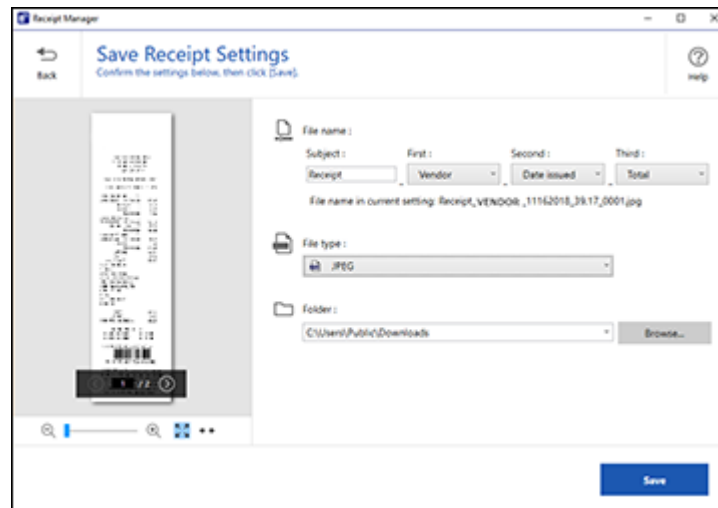 Receipt Manager
Back
Save Receipt Settings
Confirm the settings below, then click [Save].
Help
File name :
Subject : First : Second : Third :
Receipt _ Vendor _ Date issued _ Total
File name in current setting: Receipt_VENDOR_11162018_39.17_0001.jpg
File type :
JPEG
Folder :
C:\Users\Public\Downloads
Browse...
1 / 2
Save